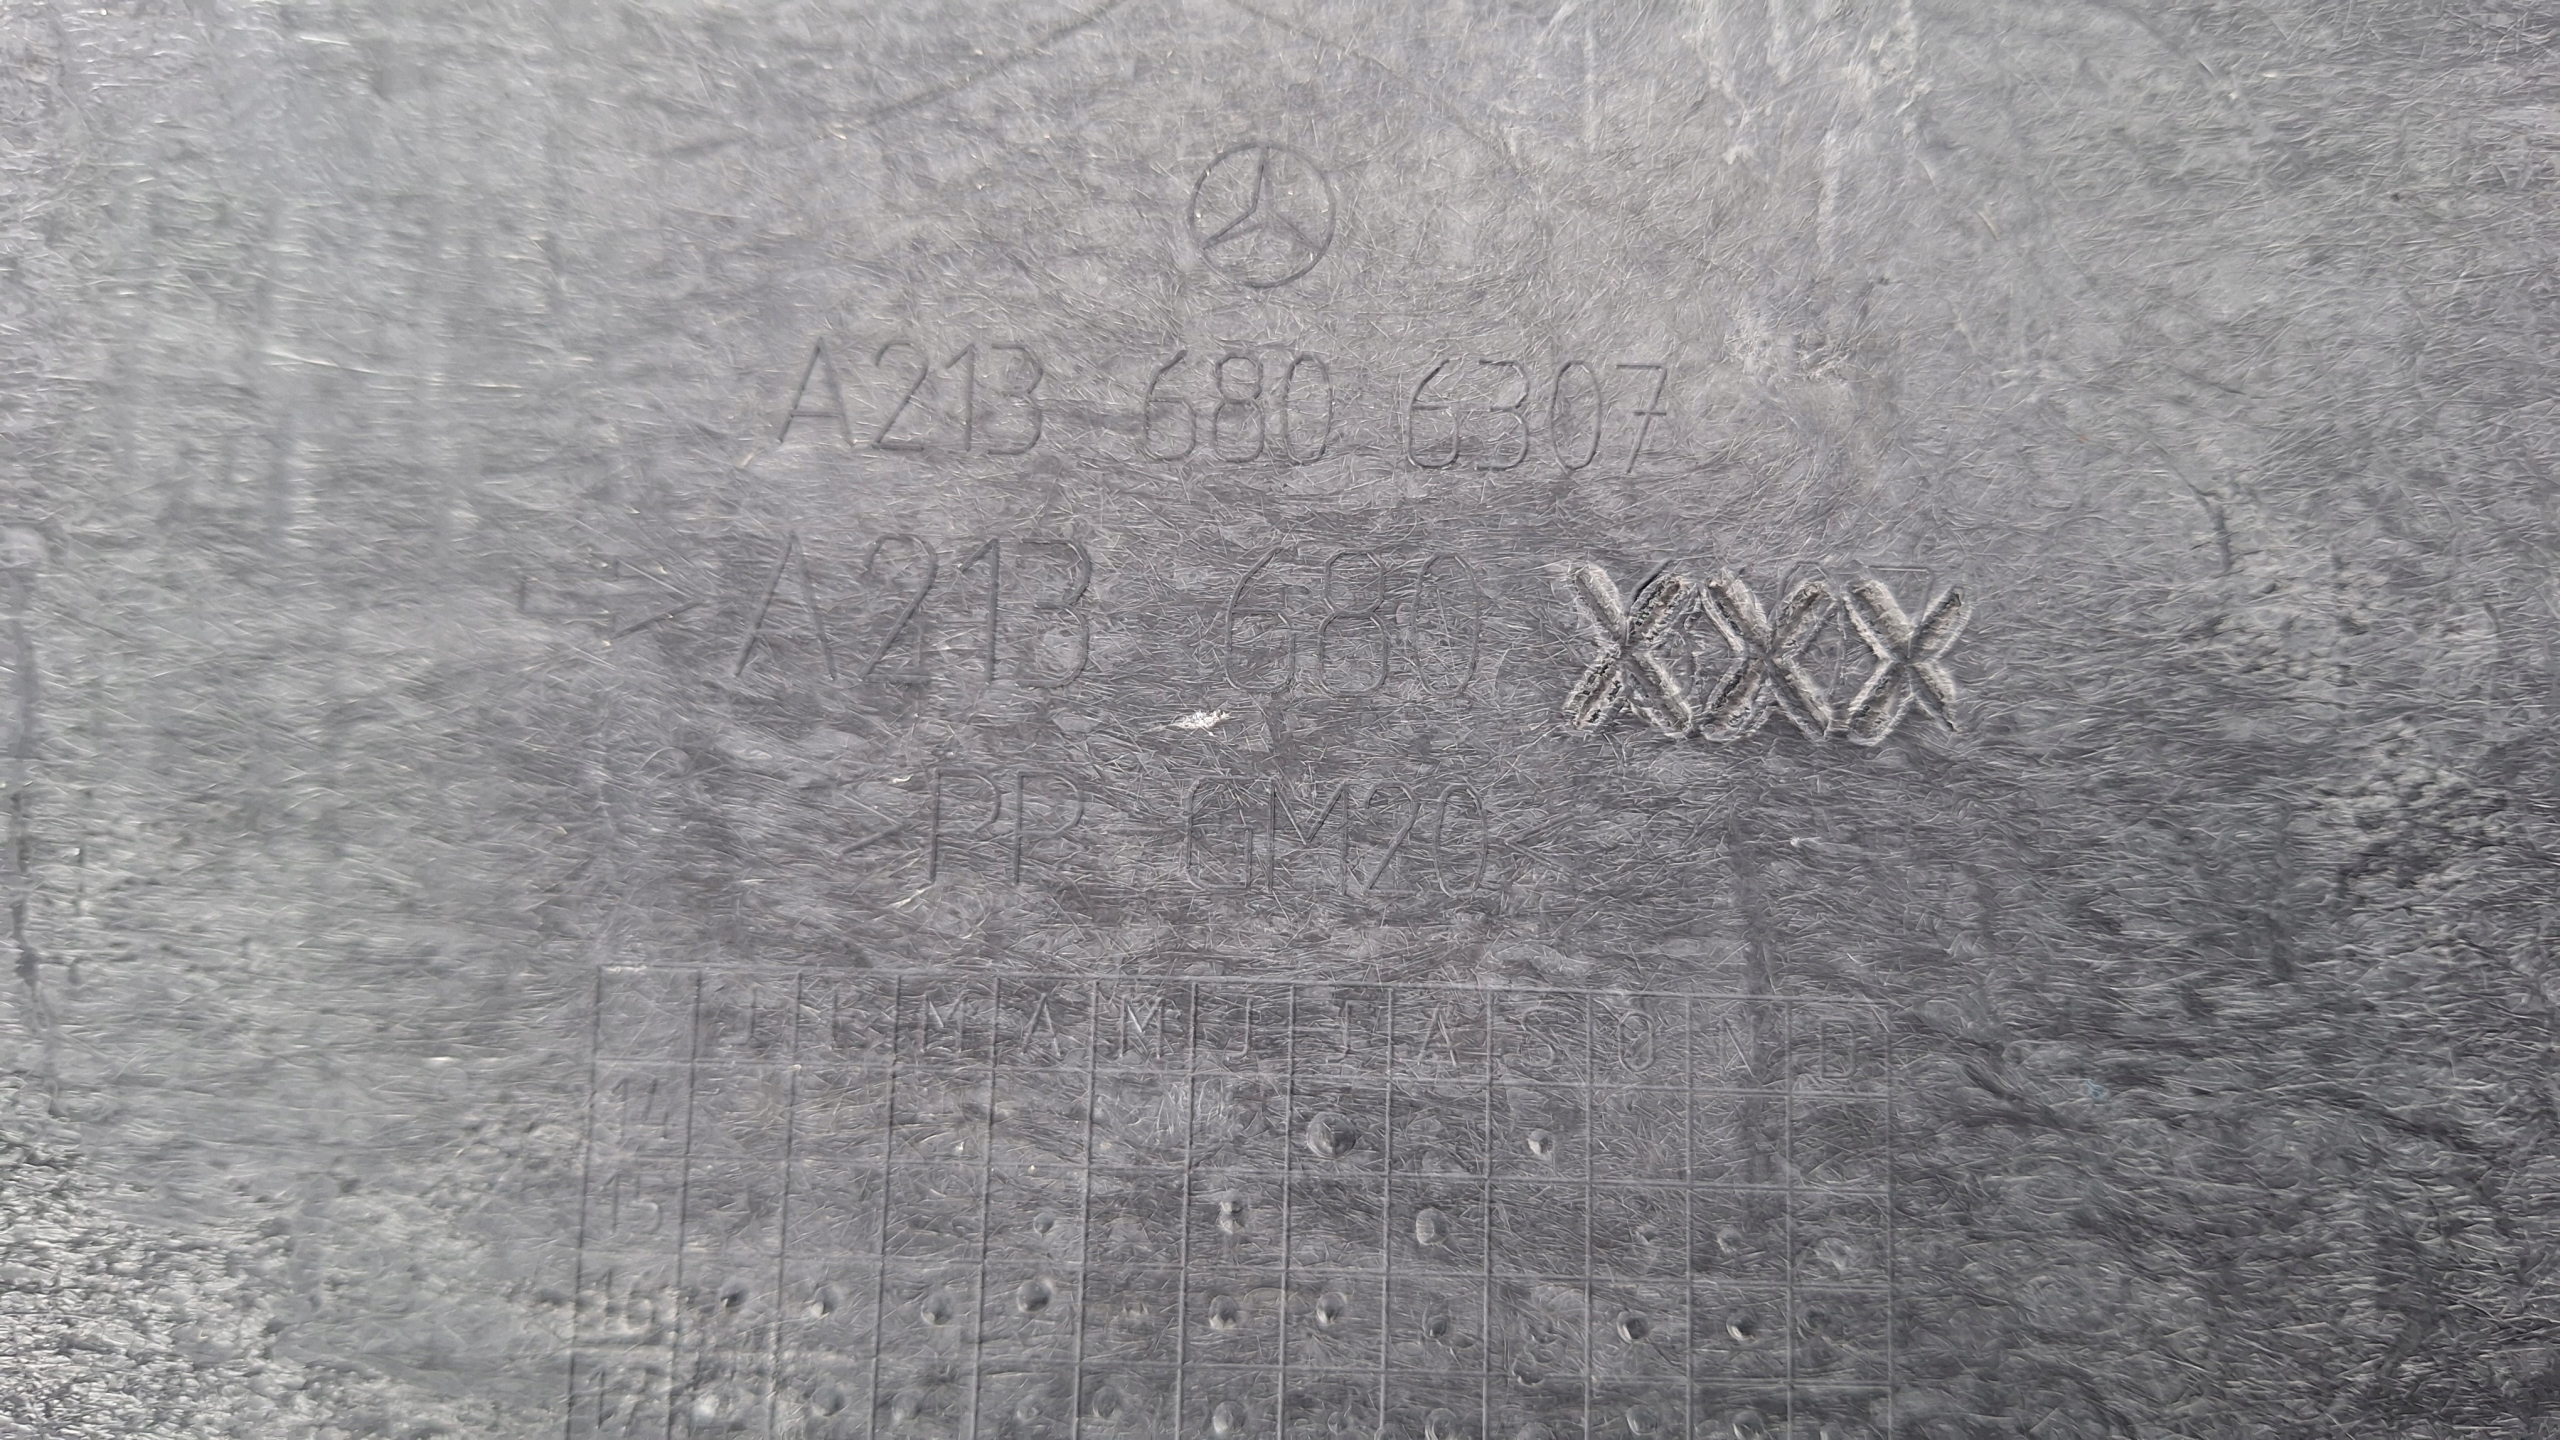 A213 680 6307
A213 680 XXX
>PP GM20<
J F M A M J J A S O N D
14
15
16
17